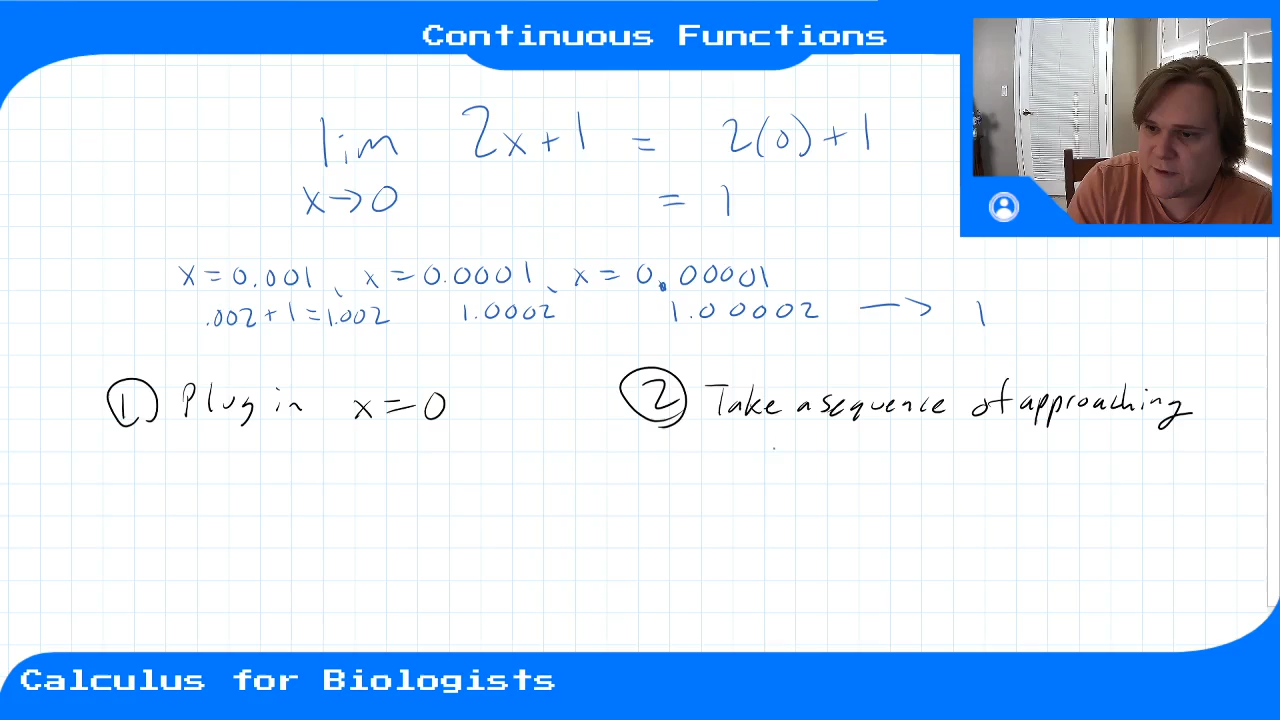 Continuous Functions
lim 2x+1 = 2(0)+1
x→0 = 1
x=0.001, x=0.0001, x=0.00001
.002+1=1.002 1.0002 1.00002 → 1
① Plug in x=0 ② Take a sequence of approaching
Calculus for Biologists